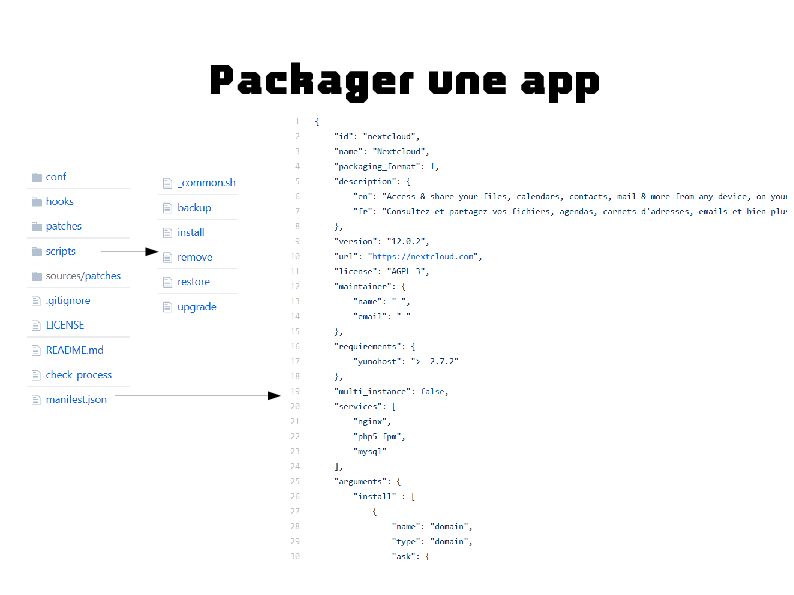 Packager une app
conf
hooks
patches
scripts
sources/patches
.gitignore
LICENSE
README.md
check_process
manifest.json
_common.sh
backup
install
remove
restore
upgrade
1 {
2 "id": "nextcloud",
3 "name": "Nextcloud",
4 "packaging_format": 1,
5 "description": {
6 "en": "Access & share your files, calendars, contacts, mail & more from any device, on your
7 "fr": "Consultez et partagez vos fichiers, agendas, carnets d'adresses, emails et bien plus
8 },
9 "version": "12.0.2",
10 "url": "https://nextcloud.com",
11 "license": "AGPL-3",
12 "maintainer": {
13 "name": "-",
14 "email": "-"
15 },
16 "requirements": {
17 "yunohost": ">= 2.7.2"
18 },
19 "multi_instance": false,
20 "services": [
21 "nginx",
22 "php5-fpm",
23 "mysql"
24 ],
25 "arguments": {
26 "install" : [
27 {
28 "name": "domain",
29 "type": "domain",
30 "ask": {